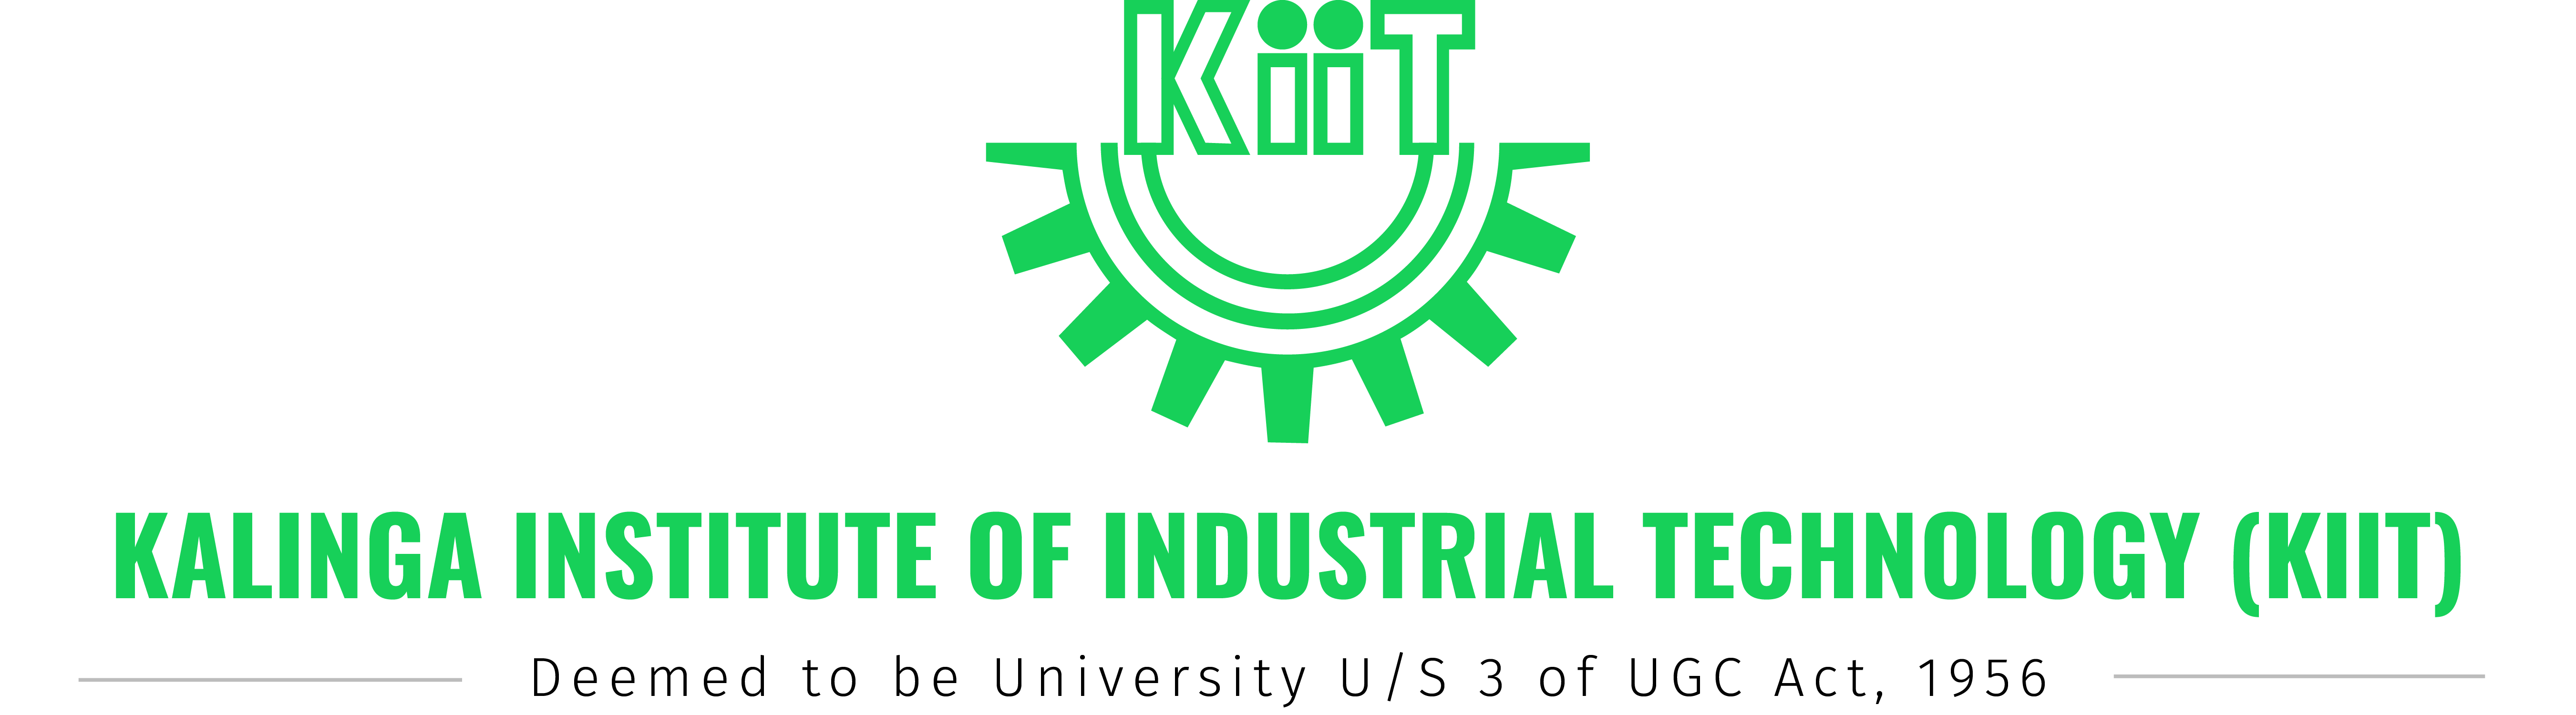 KiiT
KALINGA INSTITUTE OF INDUSTRIAL TECHNOLOGY (KIIT)
Deemed to be University U/S 3 of UGC Act, 1956